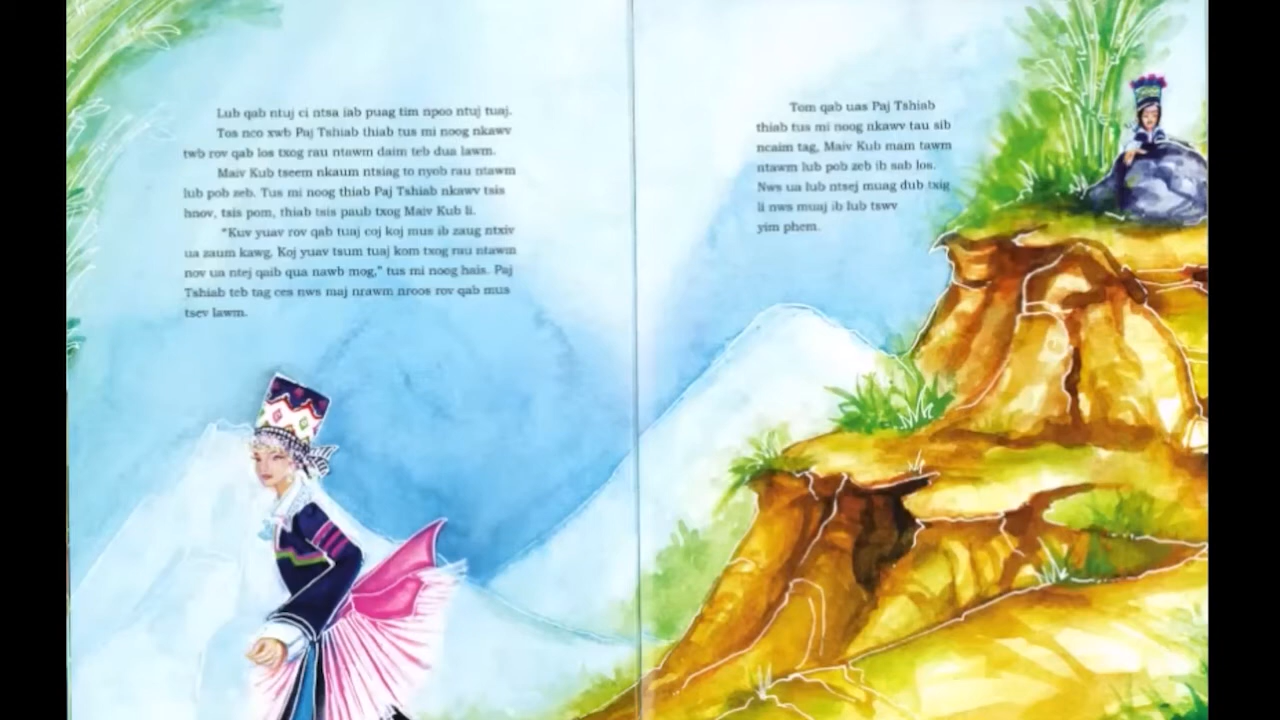 Lub qab ntuj ci ntsa iab puag tim npoo ntuj tuaj.
Tos nco xwb Paj Tshiab thiab tus mi noog nkawv
twb rov qab los txog rau ntawm daim teb dua lawm.
Maiv Kub tseem nkaum ntsiag to nyob rau ntawm
lub pob zeb. Tus mi noog thiab Paj Tshiab nkawv tsis
hnov, tsis pom, thiab tsis paub txog Maiv Kub li.
“Kuv yuav rov qab tuaj coj koj mus ib zaug ntxiv
ua zaum kawg. Koj yuav tsum tuaj kom txog rau ntawm
nov ua ntej qaib qua nawb mog,” tus mi noog hais. Paj
Tshiab teb tag ces nws maj nrawm nroos rov qab mus
tsev lawm.
Tom qab uas Paj Tshiab
thiab tus mi noog nkawv tau sib
ncaim tag, Maiv Kub mam tawm
ntawm lub pob zeb ib sab los.
Nws ua lub ntsej muag dub txig
li nws muaj ib lub tswv
yim phem.